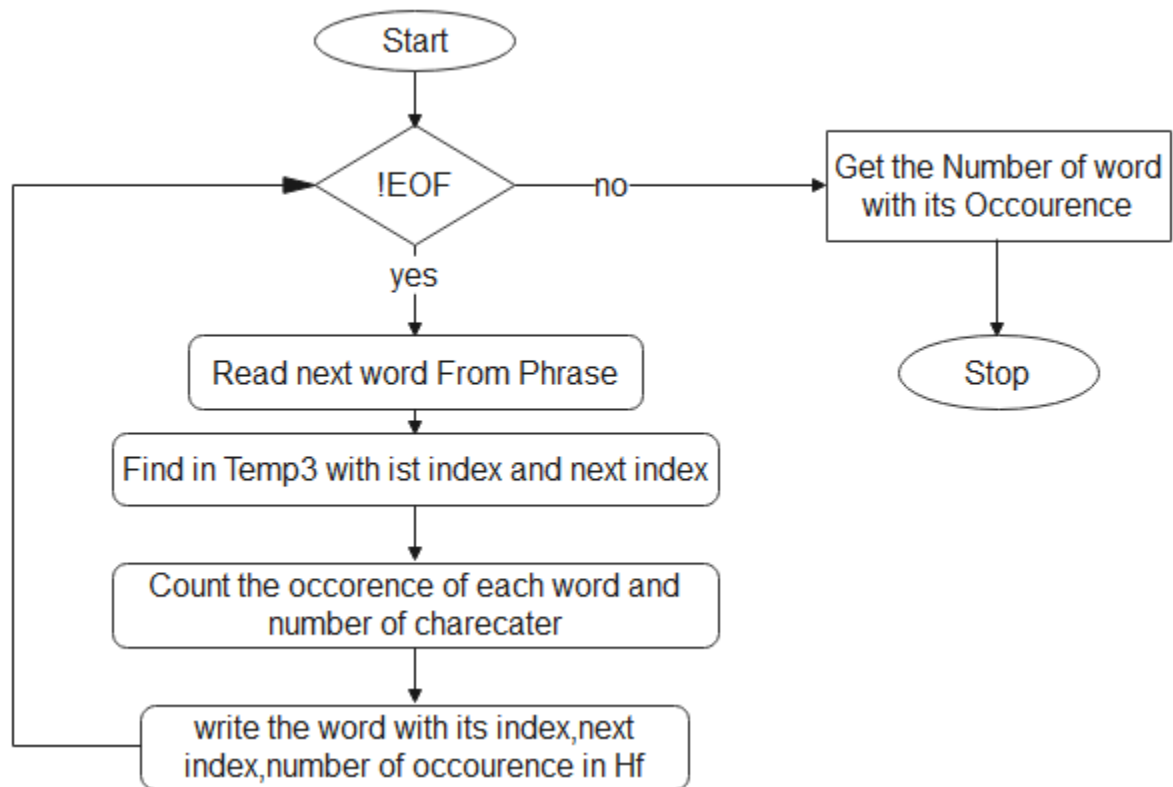 Start
!EOF
no
Get the Number of word
with its Occourence
yes
Stop
Read next word From Phrase
Find in Temp3 with ist index and next index
Count the occorence of each word and
number of charecater
write the word with its index,next
index,number of occourence in Hf